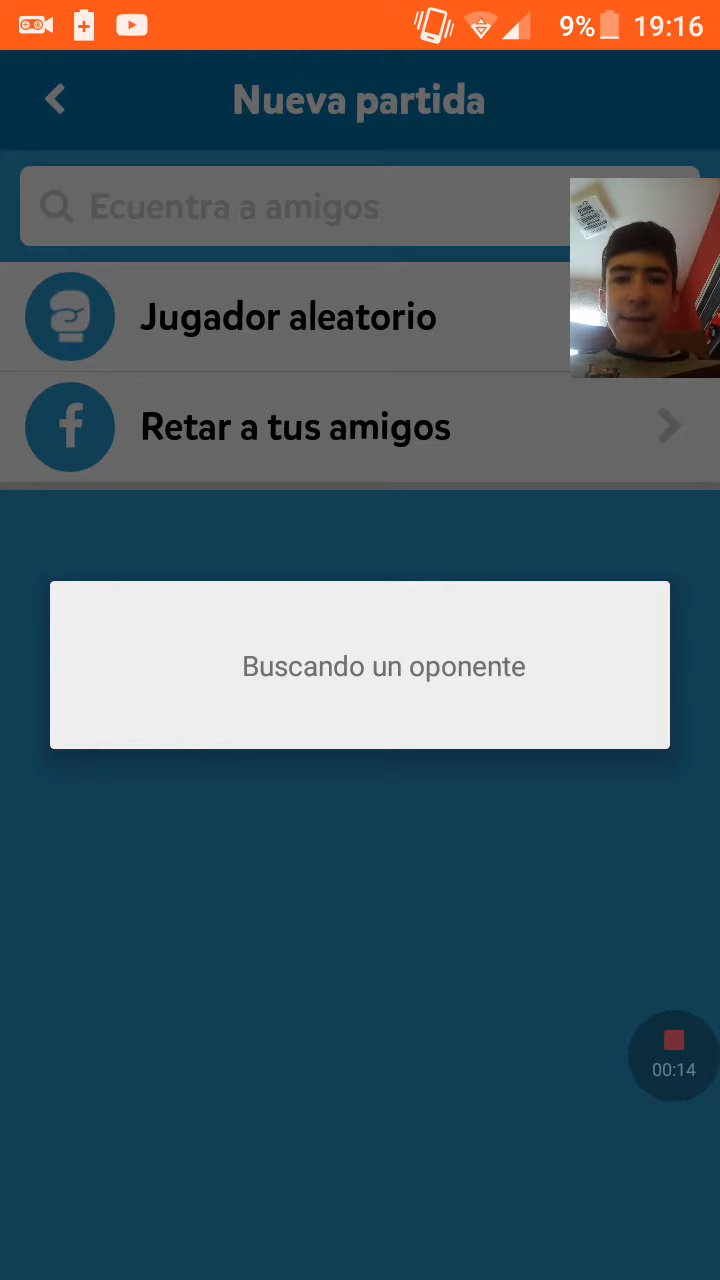 9% 19:16
Nueva partida
Ecuentra a amigos
Jugador aleatorio
Retar a tus amigos
Buscando un oponente
00:14